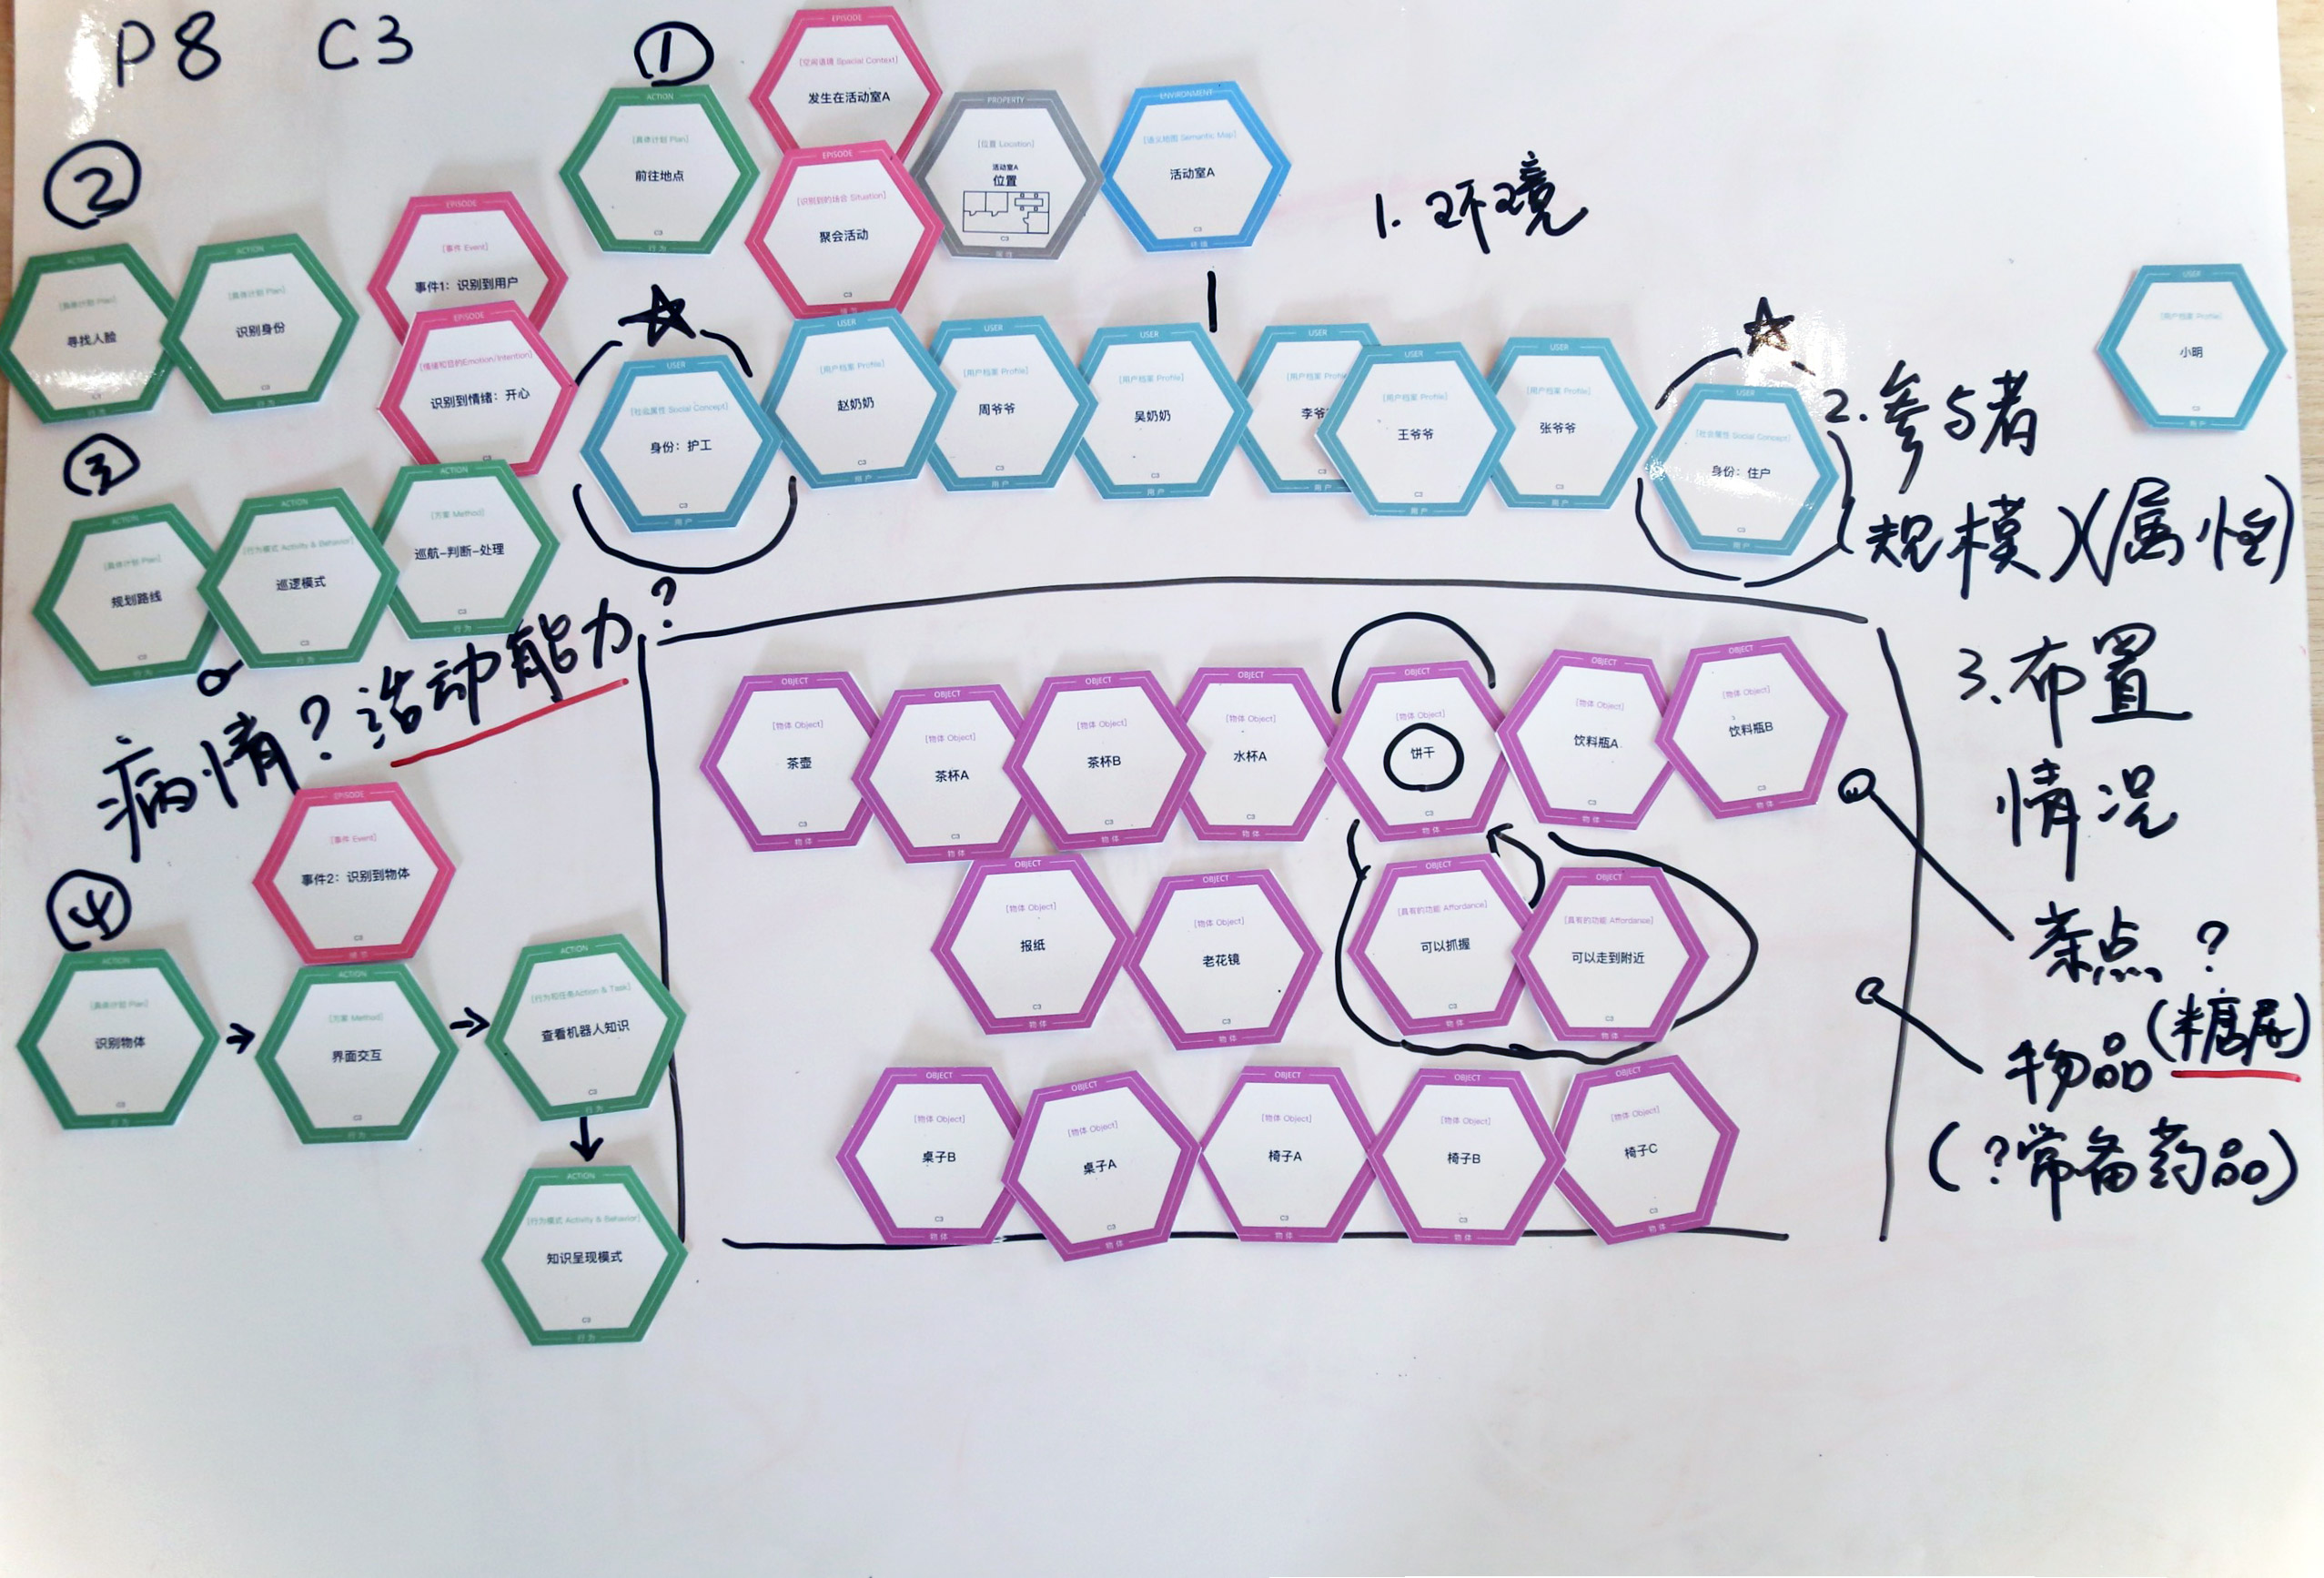 P8 C3
①
ACTION
[具体计划 Plan]
前往地点
C3
行为
EPISODE
[空间语境 Spacial Context]
发生在活动室A
EPISODE
[识别到的场合 Situation]
聚会活动
C3
PROPERTY
[位置 Location]
活动室A
位置
C3
属性
ENVIRONMENT
[语义地图 Semantic Map]
活动室A
C3
环境
1. 环境
②
ACTION
[具体计划 Plan]
寻找人脸
行为
ACTION
[具体计划 Plan]
识别身份
C3
行为
EPISODE
[事件 Event]
事件1：识别到用户
EPISODE
[情绪和目的Emotion/Intention]
识别到情绪：开心
C3
USER
[社会属性 Social Concept]
身份：护工
C3
用户
USER
[用户档案 Profile]
赵奶奶
C3
用户
USER
[用户档案 Profile]
周爷爷
C3
用户
USER
[用户档案 Profile]
吴奶奶
C3
用户
USER
李爷
C3
用户
USER
[用户档案 Profile]
王爷爷
C3
用户
USER
[用户档案 Profile]
张爷爷
C3
用户
USER
[社会属性 Social Concept]
身份：住户
C3
用户
USER
[用户档案 Profile]
小明
C3
用户
2. 参与者
(规模)(属性)
③
ACTION
[具体计划 Plan]
规划路线
C3
行为
ACTION
[行为模式 Activity & Behavior]
巡逻模式
C3
行为
ACTION
[方案 Method]
巡航-判断-处理
C3
行为
病情？活动能力？
④
ACTION
[具体计划 Plan]
识别物体
C3
行为
EPISODE
[事件 Event]
事件2：识别到物体
C3
情节
ACTION
[方案 Method]
界面交互
C3
行为
ACTION
[行为和任务Action & Task]
查看机器人知识
C3
行为
ACTION
[行为模式 Activity & Behavior]
知识呈现模式
C3
行为
OBJECT
[物体 Object]
茶壶
C3
物体
OBJECT
[物体 Object]
茶杯A
C3
物体
OBJECT
[物体 Object]
茶杯B
C3
物体
OBJECT
[物体 Object]
水杯A
C3
物体
OBJECT
[物体 Object]
饼干
C3
物体
OBJECT
[物体 Object]
饮料瓶A
C3
物体
OBJECT
[物体 Object]
饮料瓶B
C3
物体
OBJECT
[物体 Object]
报纸
C3
物体
OBJECT
[物体 Object]
老花镜
C3
物体
OBJECT
[具有的功能 Affordance]
可以抓握
C3
物体
OBJECT
[具有的功能 Affordance]
可以走到附近
C3
物体
OBJECT
[物体 Object]
桌子B
C3
物体
OBJECT
[物体 Object]
桌子A
C3
物体
OBJECT
[物体 Object]
椅子A
C3
物体
OBJECT
[物体 Object]
椅子B
C3
物体
OBJECT
[物体 Object]
椅子C
C3
物体
3. 布置
情况
茶点？
(糖尿)
物品
(？常备药品)